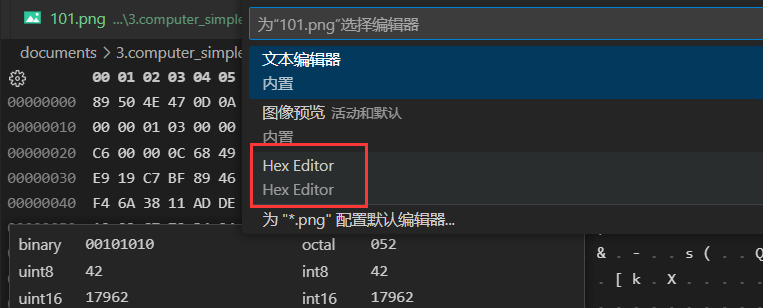 101.png ...\3.computer_simple
为"101.png"选择编辑器
documents > 3.computer_simple
文本编辑器
内置
图像预览 活动和默认
内置
Hex Editor
Hex Editor
为 "*.png" 配置默认编辑器...
00 01 02 03 04 05
00000000 89 50 4E 47 0D 0A
00000010 00 00 01 03 00 00
00000020 C6 00 00 0C 68 49
00000030 E9 19 C7 BF 89 46
00000040 F4 6A 38 11 AD DE
binary 00101010 octal 052
uint8 42 int8 42
uint16 17962 int16 17962
& . - . . s ( . . Q
. [ k . X . . . . .